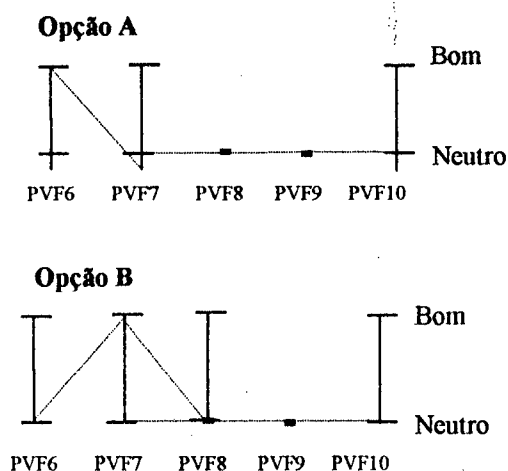 Opção A
Bom
Neutro
PVF6 PVF7 PVF8 PVF9 PVF10
Opção B
Bom
Neutro
PVF6 PVF7 PVF8 PVF9 PVF10